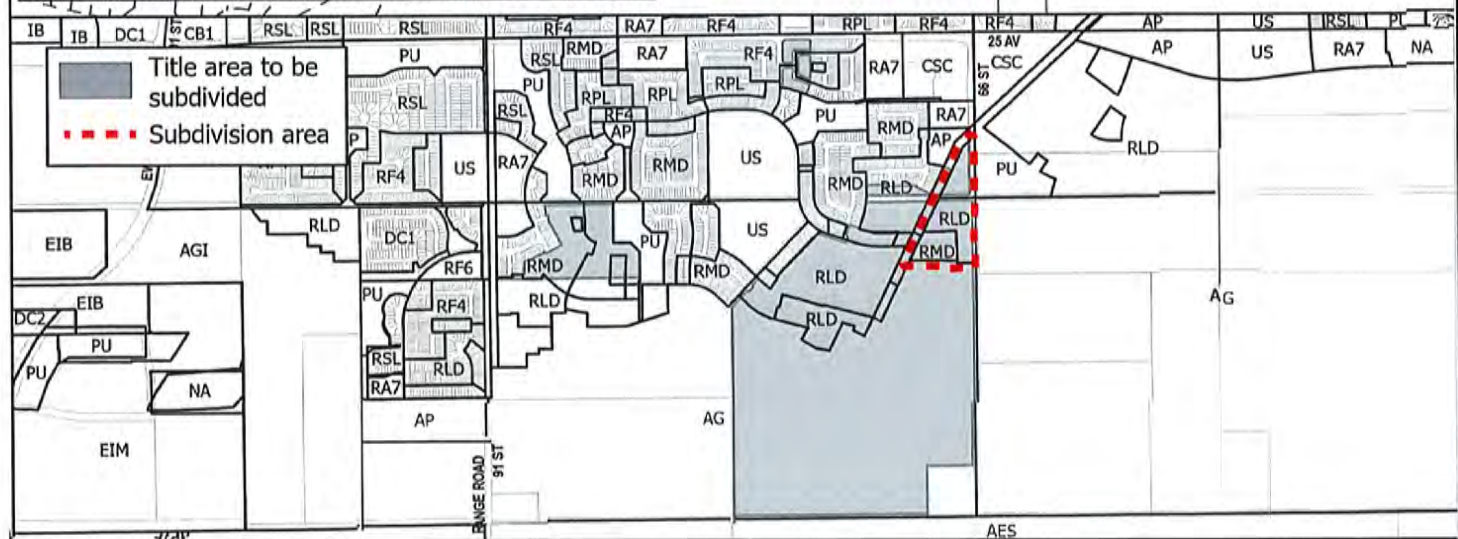 IB
IB
DC1
91 ST
CB1
RSL
RSL
RSL
RF4
RA7
RF4
RPL
RF4
RF4
AP
US
RSL
Title area to be
subdivided
Subdivision area
PU
RSL
RMD
RA7
RF4
RA7
CSC
25 AV
CSC
66 ST
AP
US
RA7
NA
RSL
PU
RPL
RPL
RPL
RSL
RF4
AP
PU
RMD
RA7
AP
RLD
PU
RF4
US
RA7
RMD
RMD
US
RMD
RLD
RLD
EIB
AGI
RLD
DC1
RF6
RMD
PU
US
RMD
RLD
RMD
EIB
DC2
PU
PU
NA
EIM
PU
RF4
RSL
RLD
RA7
AP
RLD
RLD
AG
AG
RANGE ROAD
91 ST
AES